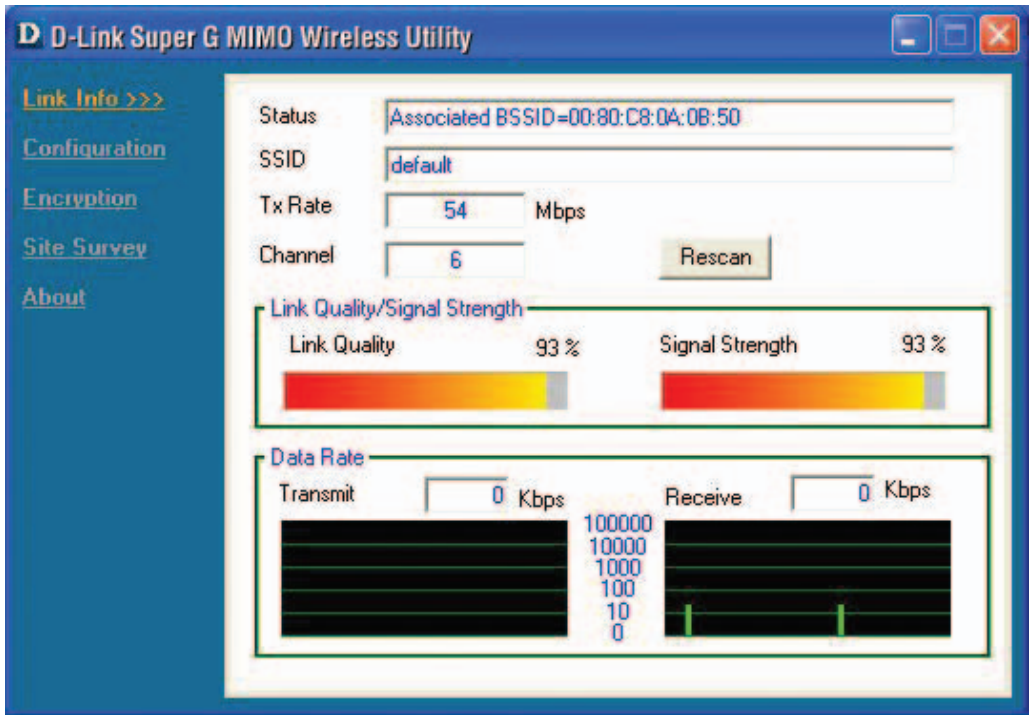 D D-Link Super G MIMO Wireless Utility
Link Info >>>
Configuration
Encryption
Site Survey
About
Status Associated BSSID=00:80:C8:0A:0B:50
SSID default
Tx Rate 54 Mbps
Channel 6 Rescan
Link Quality/Signal Strength
Link Quality 93 % Signal Strength 93 %
Data Rate
Transmit 0 Kbps Receive 0 Kbps
100000
10000
1000
100
10
0